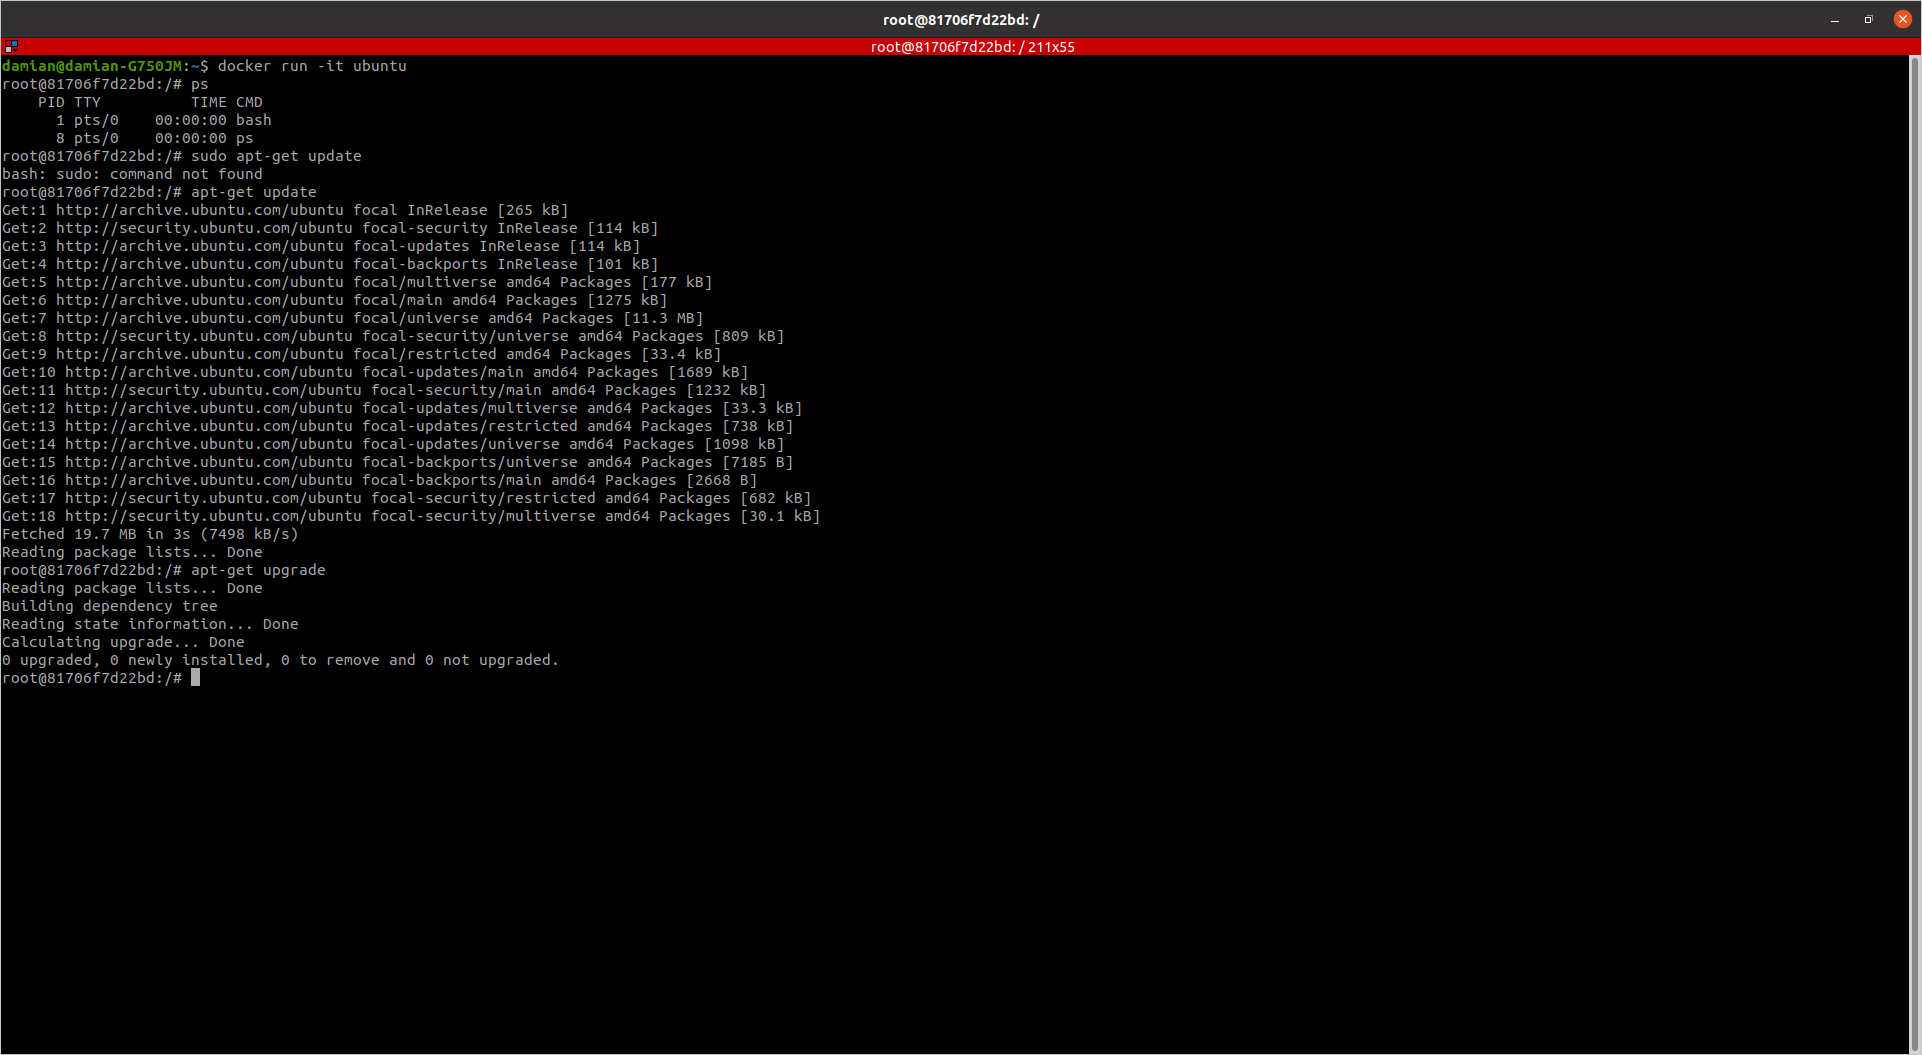 root@81706f7d22bd: /
root@81706f7d22bd: / 211x55
damian@damian-G750JM:~$ docker run -it ubuntu
root@81706f7d22bd:/# ps
    PID TTY          TIME CMD
      1 pts/0    00:00:00 bash
      8 pts/0    00:00:00 ps
root@81706f7d22bd:/# sudo apt-get update
bash: sudo: command not found
root@81706f7d22bd:/# apt-get update
Get:1 http://archive.ubuntu.com/ubuntu focal InRelease [265 kB]
Get:2 http://security.ubuntu.com/ubuntu focal-security InRelease [114 kB]
Get:3 http://archive.ubuntu.com/ubuntu focal-updates InRelease [114 kB]
Get:4 http://archive.ubuntu.com/ubuntu focal-backports InRelease [101 kB]
Get:5 http://archive.ubuntu.com/ubuntu focal/multiverse amd64 Packages [177 kB]
Get:6 http://archive.ubuntu.com/ubuntu focal/main amd64 Packages [1275 kB]
Get:7 http://archive.ubuntu.com/ubuntu focal/universe amd64 Packages [11.3 MB]
Get:8 http://security.ubuntu.com/ubuntu focal-security/universe amd64 Packages [809 kB]
Get:9 http://archive.ubuntu.com/ubuntu focal/restricted amd64 Packages [33.4 kB]
Get:10 http://archive.ubuntu.com/ubuntu focal-updates/main amd64 Packages [1689 kB]
Get:11 http://security.ubuntu.com/ubuntu focal-security/main amd64 Packages [1232 kB]
Get:12 http://archive.ubuntu.com/ubuntu focal-updates/multiverse amd64 Packages [33.3 kB]
Get:13 http://archive.ubuntu.com/ubuntu focal-updates/restricted amd64 Packages [738 kB]
Get:14 http://archive.ubuntu.com/ubuntu focal-updates/universe amd64 Packages [1098 kB]
Get:15 http://archive.ubuntu.com/ubuntu focal-backports/universe amd64 Packages [7185 B]
Get:16 http://archive.ubuntu.com/ubuntu focal-backports/main amd64 Packages [2668 B]
Get:17 http://security.ubuntu.com/ubuntu focal-security/restricted amd64 Packages [682 kB]
Get:18 http://security.ubuntu.com/ubuntu focal-security/multiverse amd64 Packages [30.1 kB]
Fetched 19.7 MB in 3s (7498 kB/s)
Reading package lists... Done
root@81706f7d22bd:/# apt-get upgrade
Reading package lists... Done
Building dependency tree
Reading state information... Done
Calculating upgrade... Done
0 upgraded, 0 newly installed, 0 to remove and 0 not upgraded.
root@81706f7d22bd:/#